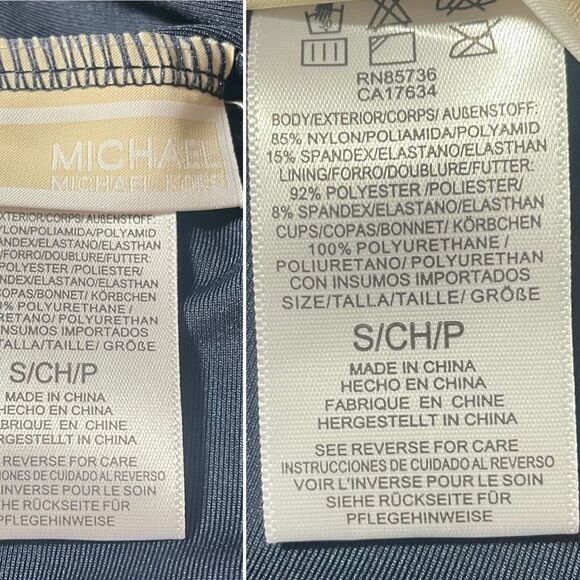 MICHAEL
MICHAEL KORS
EXTERIOR/CORPS/ AUßENSTOFF:
NYLON/POLIAMIDA/POLYAMID
SPANDEX/ELASTANO/ELASTHAN
/FORRO/DOUBLURE/FUTTER:
POLYESTER /POLIESTER/
SPANDEX/ELASTANO/ELASTHAN
COPAS/BONNET/ KÖRBCHEN
% POLYURETHANE /
POLIURETANO/ POLYURETHAN
CON INSUMOS IMPORTADOS
TALLA/TAILLE/ GRÖßE
S/CH/P
MADE IN CHINA
HECHO EN CHINA
FABRIQUE EN CHINE
HERGESTELLT IN CHINA
SEE REVERSE FOR CARE
INSTRUCCIONES DE CUIDADO AL REVERSO
VOIR L'INVERSE POUR LE SOIN
SIEHE RÜCKSEITE FÜR
PFLEGEHINWEISE
RN85736
CA17634
BODY/EXTERIOR/CORPS/ AUßENSTOFF:
85% NYLON/POLIAMIDA/POLYAMID
15% SPANDEX/ELASTANO/ELASTHAN
LINING/FORRO/DOUBLURE/FUTTER:
92% POLYESTER /POLIESTER/
8% SPANDEX/ELASTANO/ELASTHAN
CUPS/COPAS/BONNET/ KÖRBCHEN
100% POLYURETHANE /
POLIURETANO/ POLYURETHAN
CON INSUMOS IMPORTADOS
SIZE/TALLA/TAILLE/ GRÖßE
S/CH/P
MADE IN CHINA
HECHO EN CHINA
FABRIQUE EN CHINE
HERGESTELLT IN CHINA
SEE REVERSE FOR CARE
INSTRUCCIONES DE CUIDADO AL REVERSO
VOIR L'INVERSE POUR LE SOIN
SIEHE RÜCKSEITE FÜR
PFLEGEHINWEISE